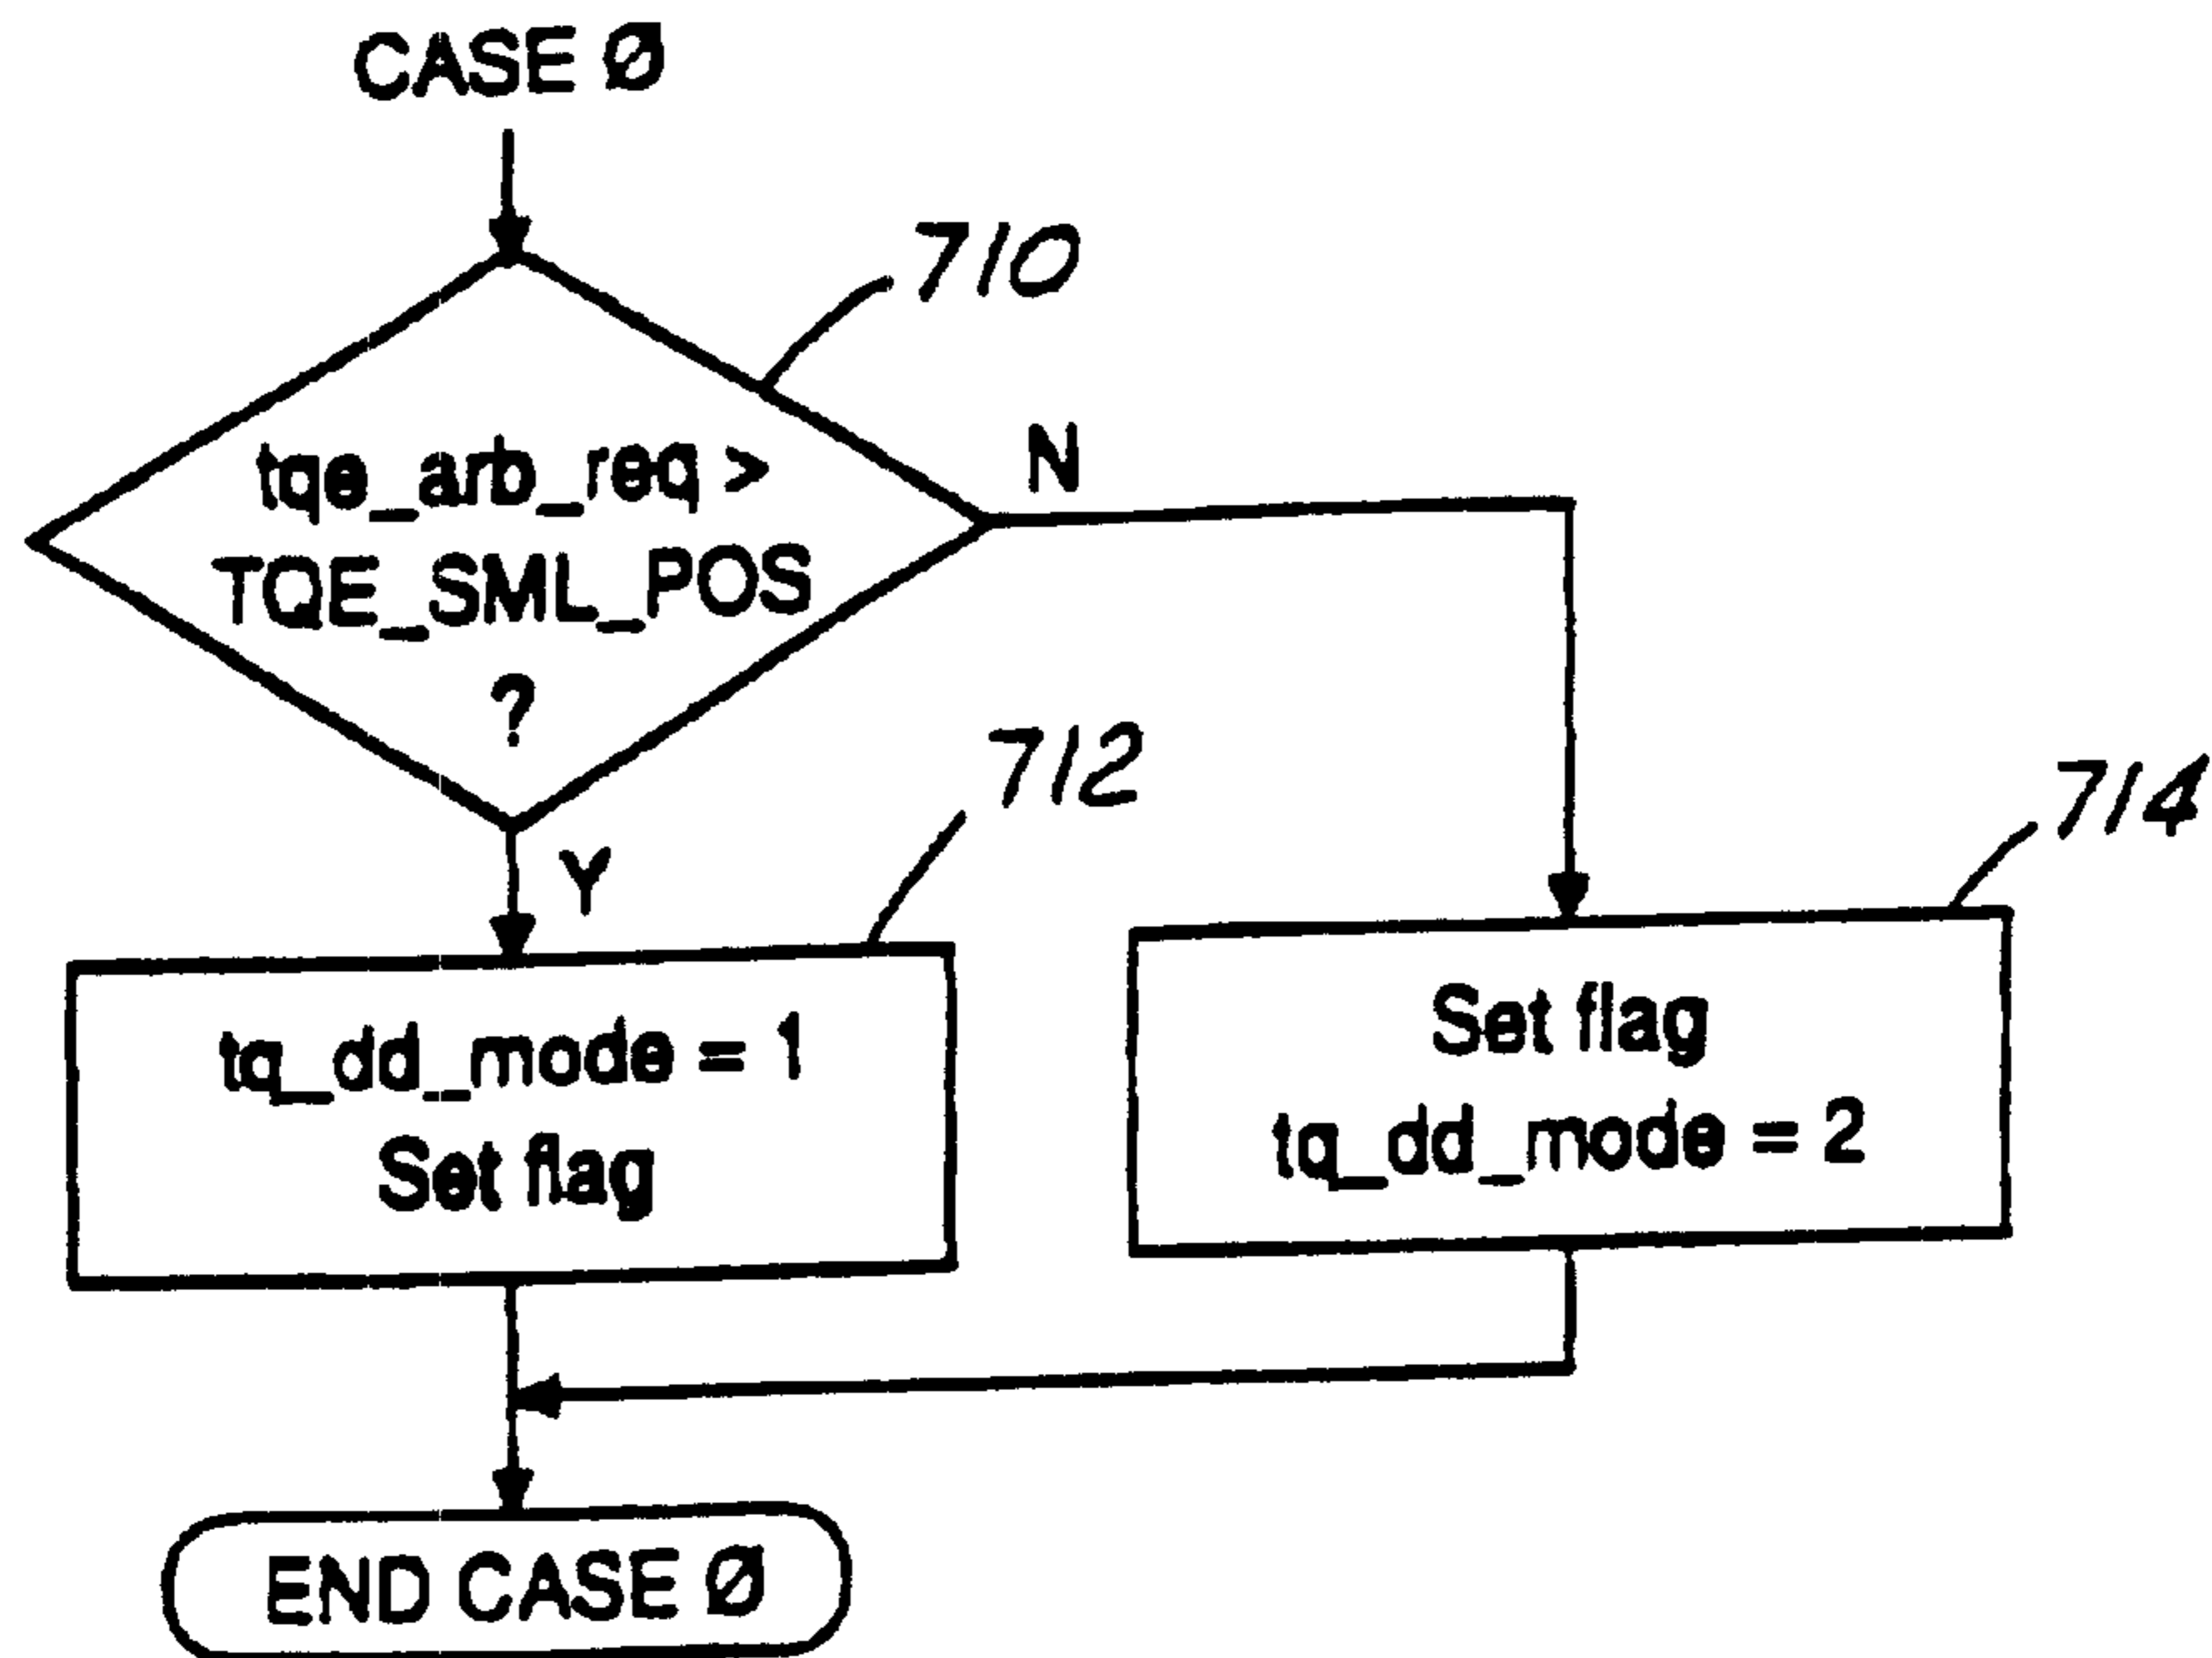 CASE Ø
710
tqe_arb_req >
TQE_SML_POS
?
N
Y
712
714
tq_dd_mode = 1
Set flag
Set flag
tq_dd_mode = 2
END CASE Ø